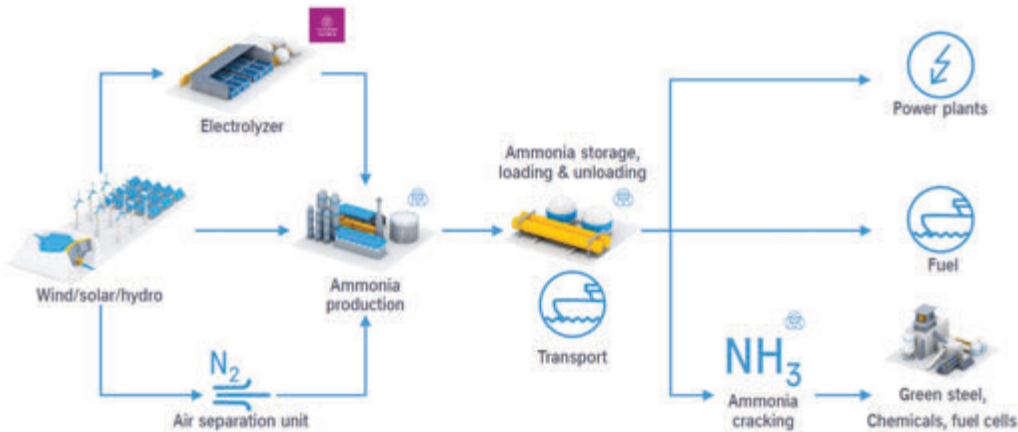 Electrolyzer
Power plants
Ammonia storage,
loading & unloading
Wind/solar/hydro
Ammonia
production
Fuel
Transport
N₂
Air separation unit
NH₃
Ammonia
cracking
Green steel,
Chemicals, fuel cells